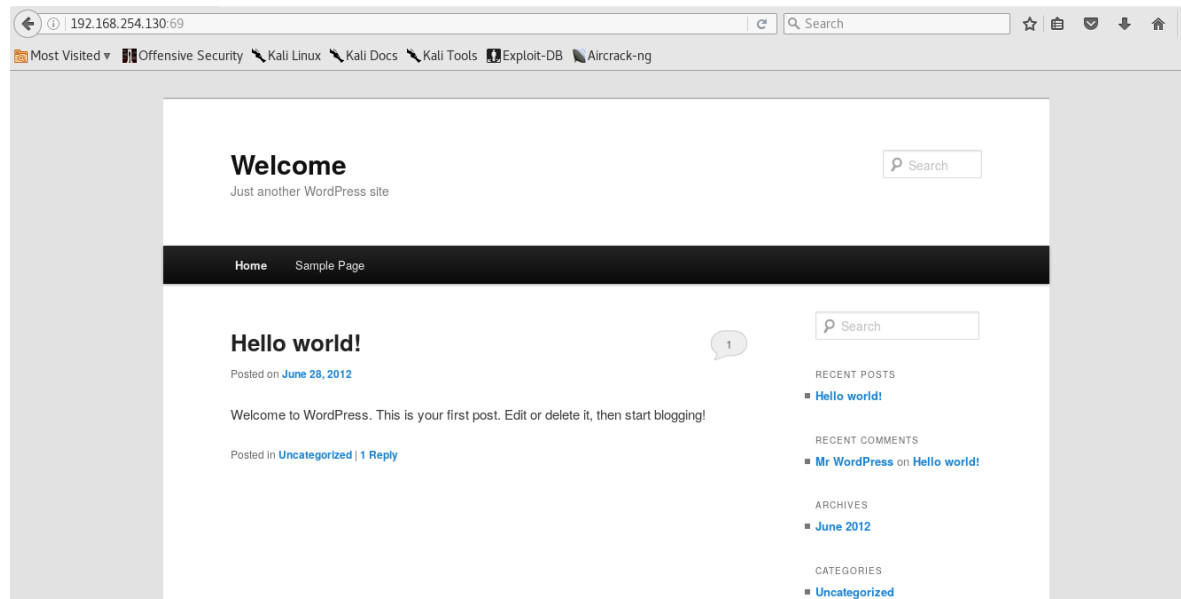 192.168.254.130:69
Search
Most Visited
Offensive Security
Kali Linux
Kali Docs
Kali Tools
Exploit-DB
Aircrack-ng
Welcome
Just another WordPress site
Search
Home
Sample Page
Hello world!
1
Posted on June 28, 2012
Welcome to WordPress. This is your first post. Edit or delete it, then start blogging!
Posted in Uncategorized | 1 Reply
Search
RECENT POSTS
Hello world!
RECENT COMMENTS
Mr WordPress on Hello world!
ARCHIVES
June 2012
CATEGORIES
Uncategorized